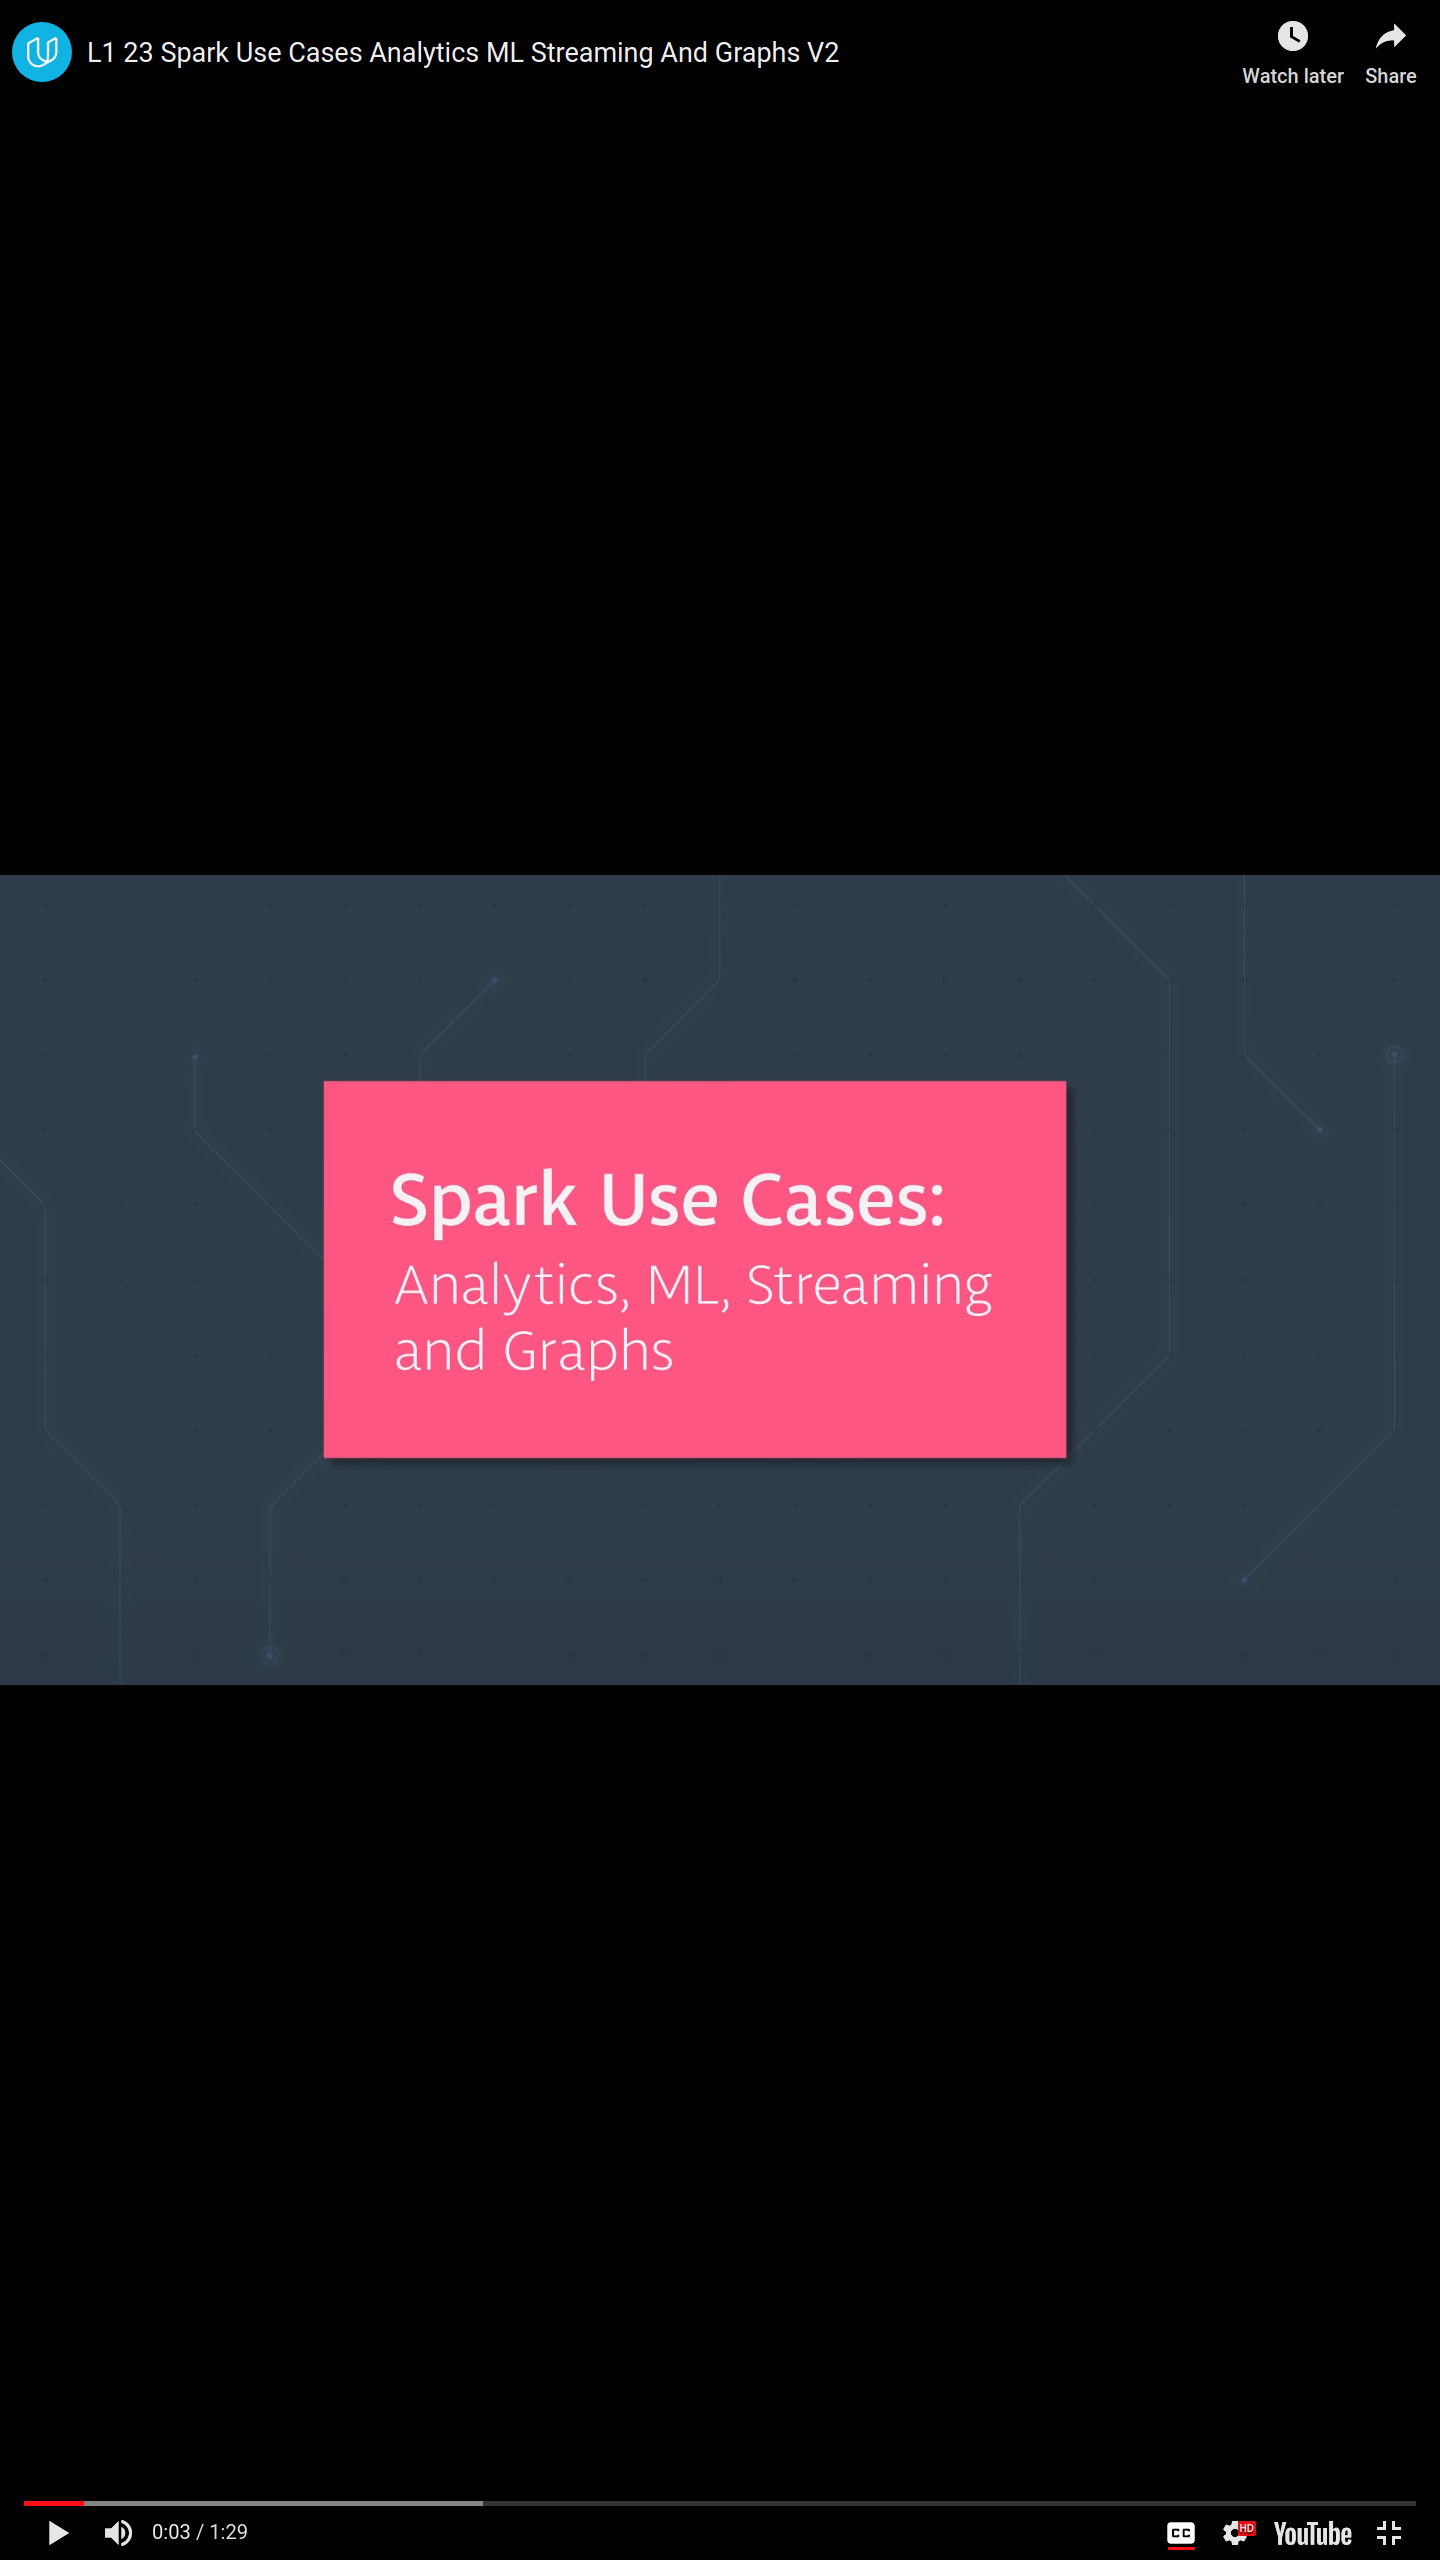 L1 23 Spark Use Cases Analytics ML Streaming And Graphs V2
Watch later
Share
Spark Use Cases:
Analytics, ML, Streaming
and Graphs
0:03 / 1:29
CC
HD
YouTube